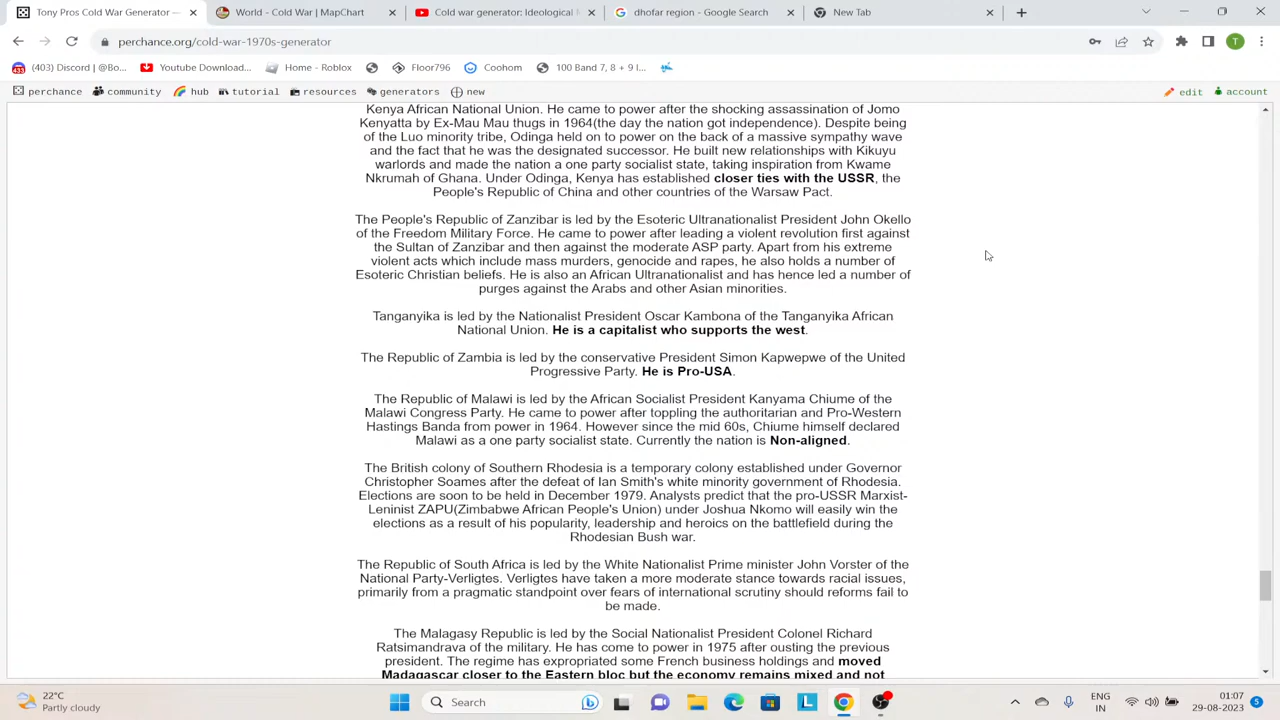 Tony Pros Cold War Generator —
World - Cold War | MapChart
Cold war generator: Ideological
dhofar region - Google Search
New Tab
perchance.org/cold-war-1970s-generator
T
(403) Discord | @Bo...
Youtube Download...
Home - Roblox
Floor796
Coohom
100 Band 7, 8 + 9 l...
perchance
community
hub
tutorial
resources
generators
new
edit
account
Kenya African National Union. He came to power after the shocking assassination of Jomo
Kenyatta by Ex-Mau Mau thugs in 1964(the day the nation got independence). Despite being
of the Luo minority tribe, Odinga held on to power on the back of a massive sympathy wave
and the fact that he was the designated successor. He built new relationships with Kikuyu
warlords and made the nation a one party socialist state, taking inspiration from Kwame
Nkrumah of Ghana. Under Odinga, Kenya has established closer ties with the USSR, the
People's Republic of China and other countries of the Warsaw Pact.
The People's Republic of Zanzibar is led by the Esoteric Ultranationalist President John Okello
of the Freedom Military Force. He came to power after leading a violent revolution first against
the Sultan of Zanzibar and then against the moderate ASP party. Apart from his extreme
violent acts which include mass murders, genocide and rapes, he also holds a number of
Esoteric Christian beliefs. He is also an African Ultranationalist and has hence led a number of
purges against the Arabs and other Asian minorities.
Tanganyika is led by the Nationalist President Oscar Kambona of the Tanganyika African
National Union. He is a capitalist who supports the west.
The Republic of Zambia is led by the conservative President Simon Kapwepwe of the United
Progressive Party. He is Pro-USA.
The Republic of Malawi is led by the African Socialist President Kanyama Chiume of the
Malawi Congress Party. He came to power after toppling the authoritarian and Pro-Western
Hastings Banda from power in 1964. However since the mid 60s, Chiume himself declared
Malawi as a one party socialist state. Currently the nation is Non-aligned.
The British colony of Southern Rhodesia is a temporary colony established under Governor
Christopher Soames after the defeat of Ian Smith's white minority government of Rhodesia.
Elections are soon to be held in December 1979. Analysts predict that the pro-USSR Marxist-
Leninist ZAPU(Zimbabwe African People's Union) under Joshua Nkomo will easily win the
elections as a result of his popularity, leadership and heroics on the battlefield during the
Rhodesian Bush war.
The Republic of South Africa is led by the White Nationalist Prime minister John Vorster of the
National Party-Verligtes. Verligtes have taken a more moderate stance towards racial issues,
primarily from a pragmatic standpoint over fears of international scrutiny should reforms fail to
be made.
The Malagasy Republic is led by the Social Nationalist President Colonel Richard
Ratsimandrava of the military. He has come to power in 1975 after ousting the previous
president. The regime has expropriated some French business holdings and moved
Madagascar closer to the Eastern bloc but the economy remains mixed and not
22°C
Partly cloudy
Search
ENG
IN
01:07
29-08-2023
5